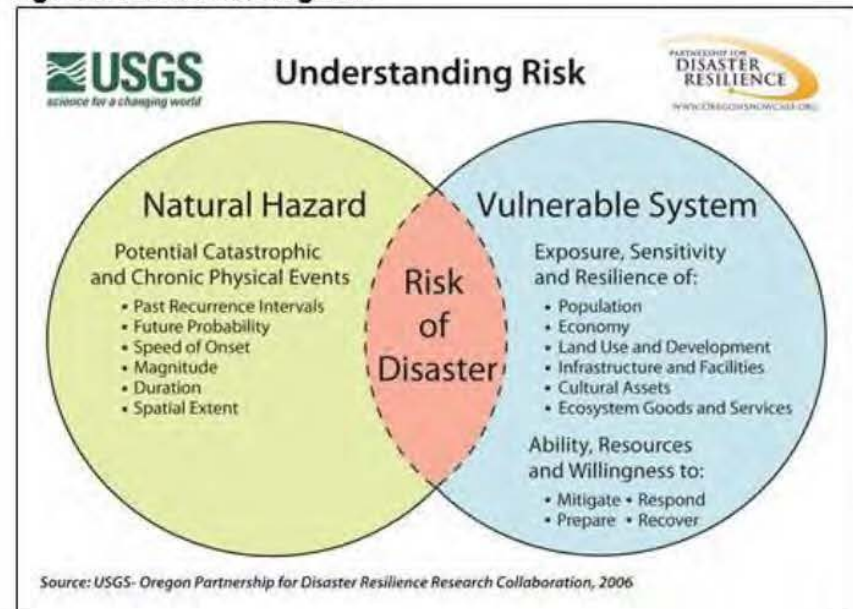 USGS
science for a changing world
Understanding Risk
PARTNERSHIP FOR
DISASTER
RESILIENCE
Natural Hazard
Potential Catastrophic
and Chronic Physical Events
• Past Recurrence Intervals
• Future Probability
• Speed of Onset
• Magnitude
• Duration
• Spatial Extent
Risk
of
Disaster
Vulnerable System
Exposure, Sensitivity
and Resilience of:
• Population
• Economy
• Land Use and Development
• Infrastructure and Facilities
• Cultural Assets
• Ecosystem Goods and Services
Ability, Resources
and Willingness to:
• Mitigate • Respond
• Prepare • Recover
Source: USGS- Oregon Partnership for Disaster Resilience Research Collaboration, 2006